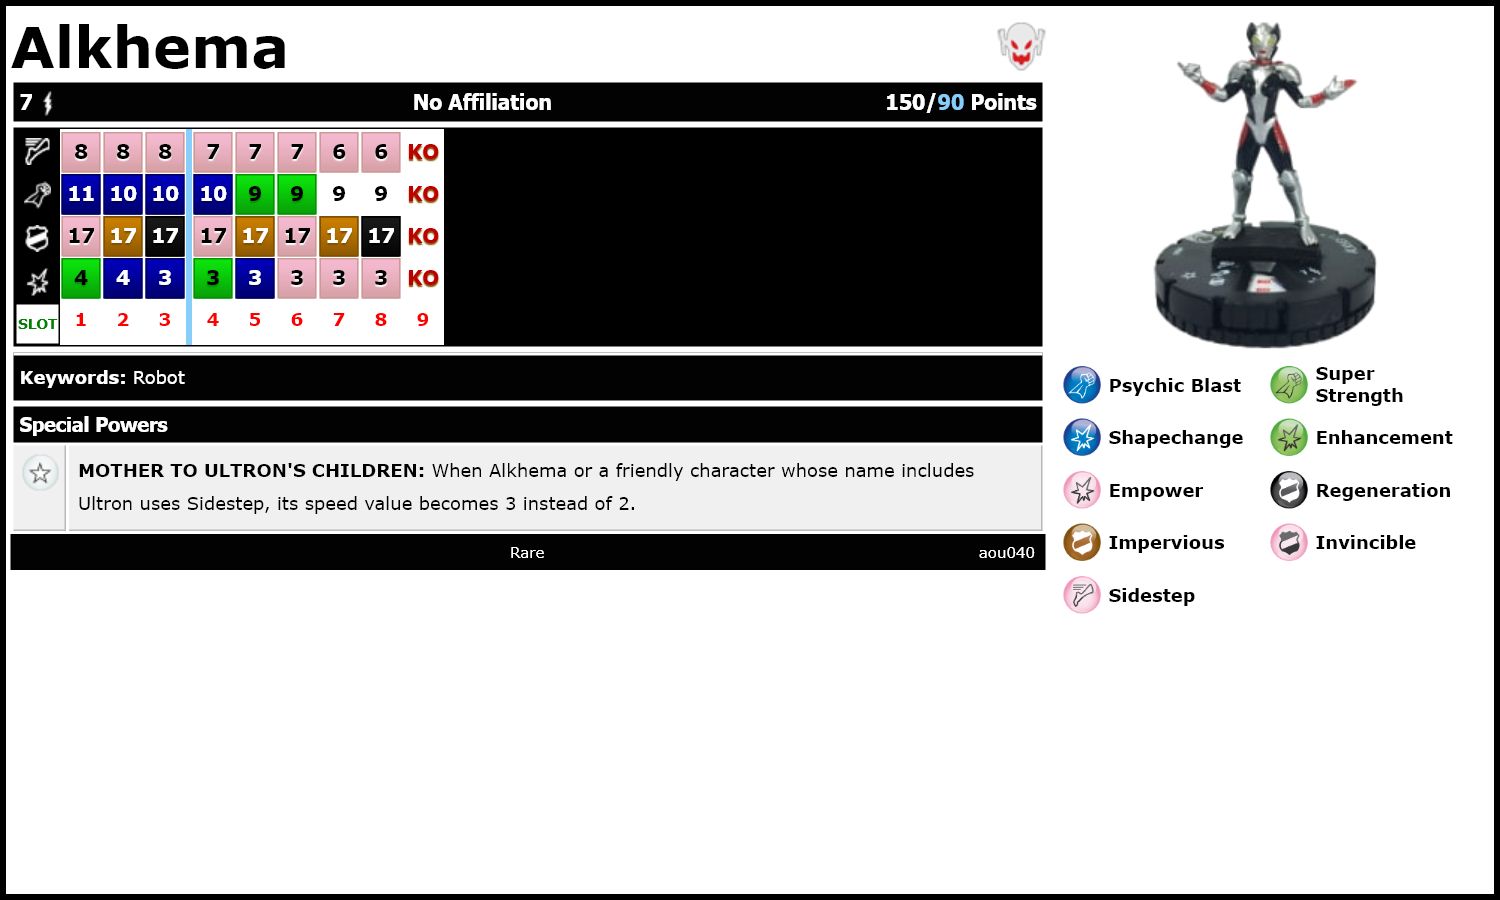 Alkhema
7 No Affiliation 150/90 Points
8 8 8 7 7 7 6 6 KO
11 10 10 10 9 9 9 9 KO
17 17 17 17 17 17 17 17 KO
4 4 3 3 3 3 3 3 KO
SLOT 1 2 3 4 5 6 7 8 9
Keywords: Robot
Special Powers
MOTHER TO ULTRON'S CHILDREN: When Alkhema or a friendly character whose name includes
Ultron uses Sidestep, its speed value becomes 3 instead of 2.
Rare aou040
Psychic Blast
Super
Strength
Shapechange
Enhancement
Empower
Regeneration
Impervious
Invincible
Sidestep